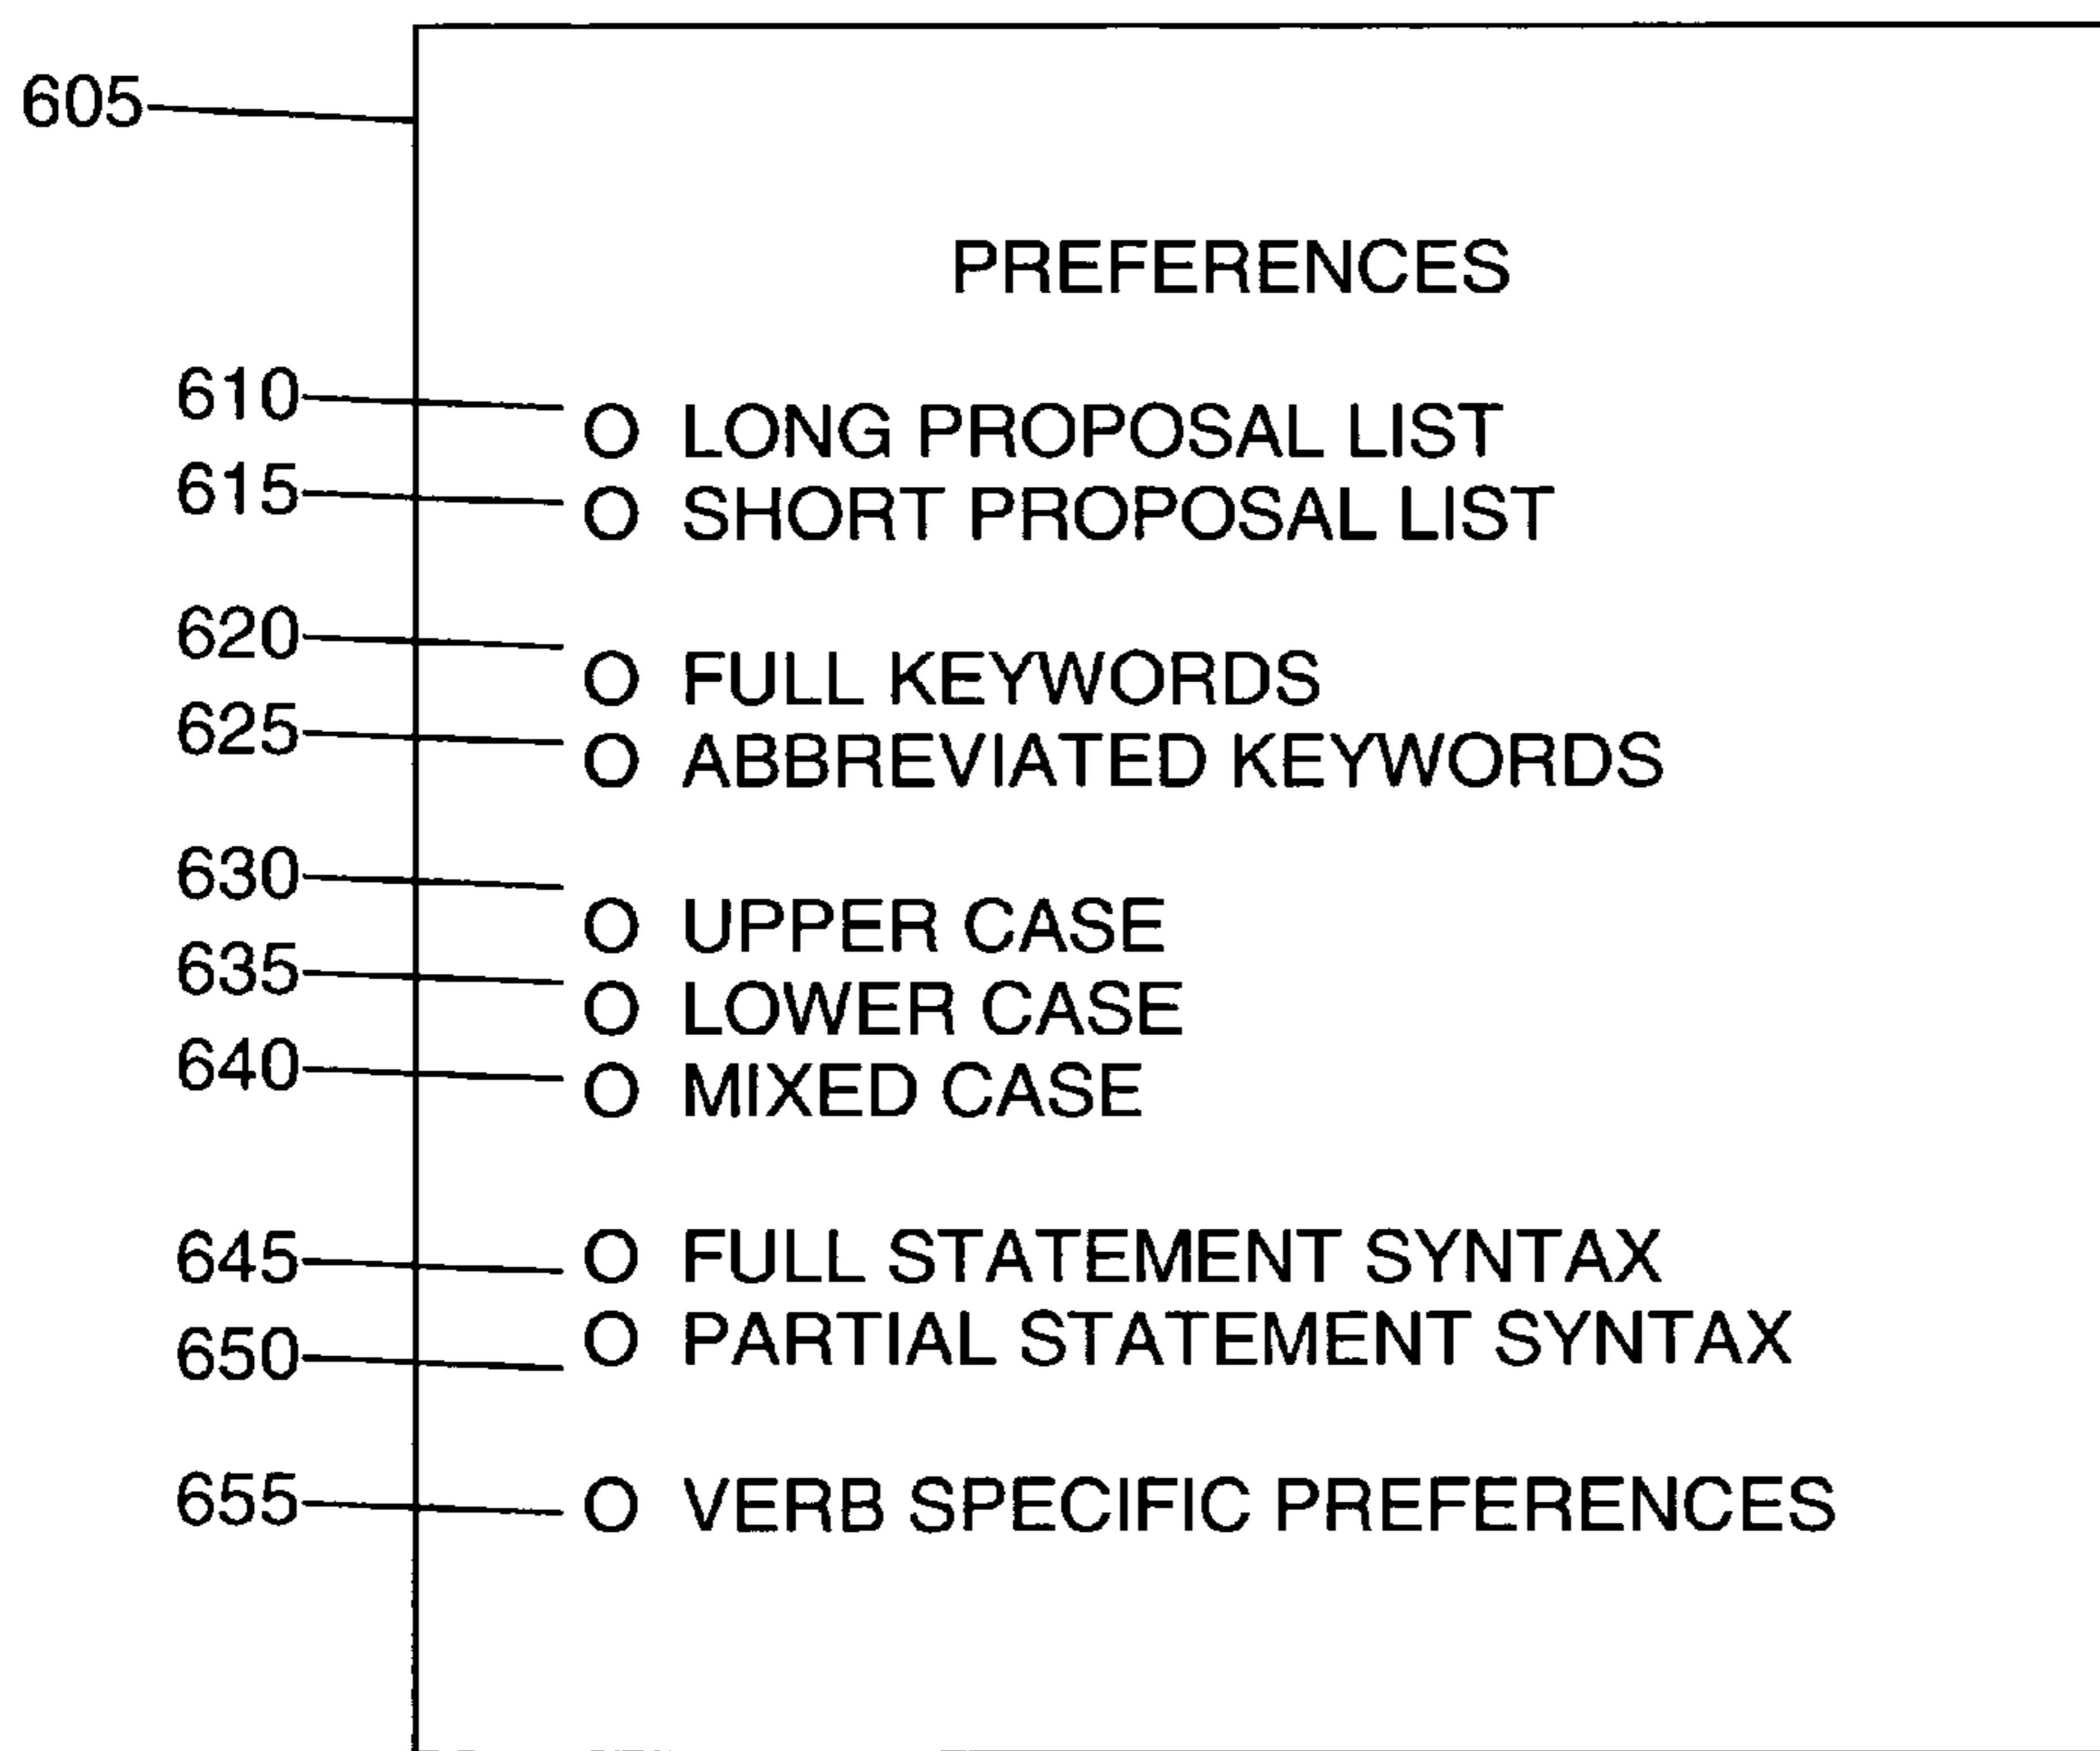 605
PREFERENCES
610 O LONG PROPOSAL LIST
615 O SHORT PROPOSAL LIST
620 O FULL KEYWORDS
625 O ABBREVIATED KEYWORDS
630 O UPPER CASE
635 O LOWER CASE
640 O MIXED CASE
645 O FULL STATEMENT SYNTAX
650 O PARTIAL STATEMENT SYNTAX
655 O VERB SPECIFIC PREFERENCES